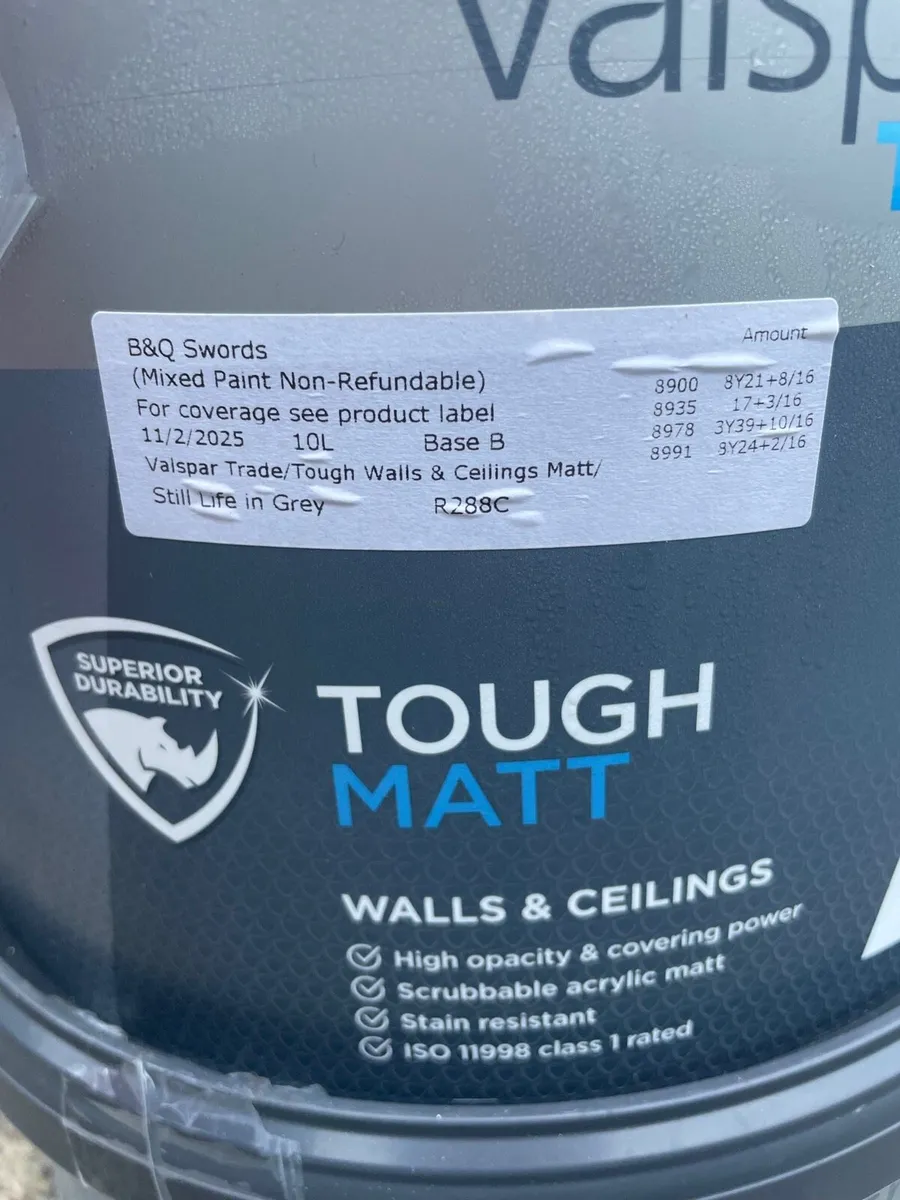 Valsp
B&Q Swords
(Mixed Paint Non-Refundable)
For coverage see product label
11/2/2025 10L Base B
Valspar Trade/Tough Walls & Ceilings Matt/
Still Life in Grey R288C
Amount
8900 8Y21+8/16
8935 17+3/16
8978 3Y39+10/16
8991 9Y24+2/16
SUPERIOR
DURABILITY
TOUGH
MATT
WALLS & CEILINGS
High opacity & covering power
Scrubbable acrylic matt
Stain resistant
ISO 11998 class 1 rated